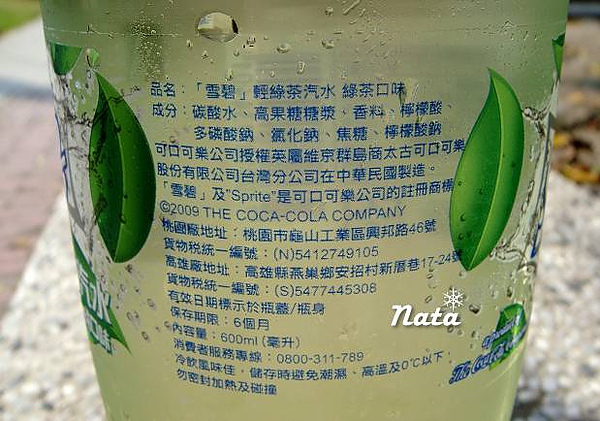 品名：「雪碧」輕綠茶汽水 綠茶口味
成分：碳酸水、高果糖糖漿、香料、檸檬酸、
多磷酸鈉、氯化鈉、焦糖、檸檬酸鈉
可口可樂公司授權英屬維京群島商太古可口可樂
股份有限公司台灣分公司在中華民國製造。
「雪碧」及"Sprite"是可口可樂公司的註冊商標
©2009 THE COCA-COLA COMPANY
桃園廠地址：桃園市龜山工業區興邦路46號
貨物稅統一編號：(N)5412749105
高雄廠地址：高雄縣燕巢鄉安招村新厝巷17-24號
貨物稅統一編號：(S)5477445308
有效日期標示於瓶蓋/瓶身
保存期限：6個月
內容量：600ml (毫升)
消費者服務專線：0800-311-789
冷飲風味佳，儲存時避免潮濕、高溫及0℃以下，
勿密封加熱及碰撞
Nata
汽水